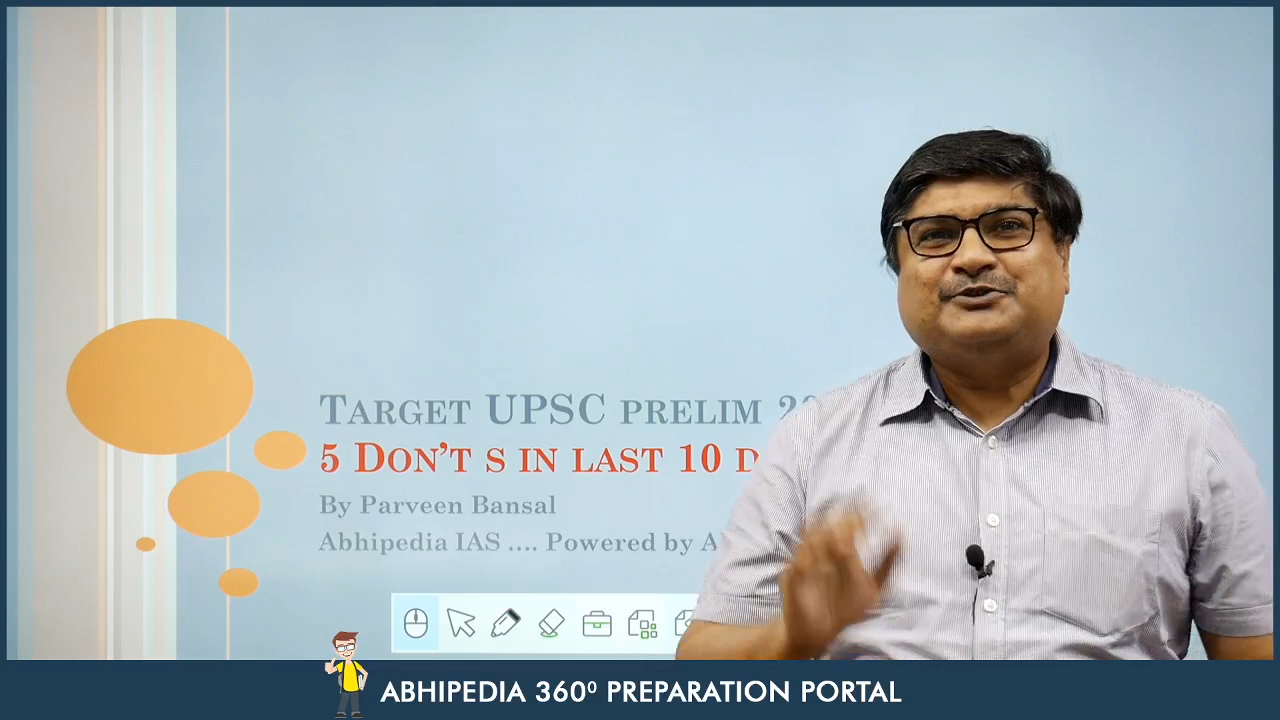 TARGET UPSC PRELIM
5 DON'T S IN LAST 10
By Parveen Bansal
Abhipedia IAS .... Powered by
ABHIPEDIA 360⁰ PREPARATION PORTAL